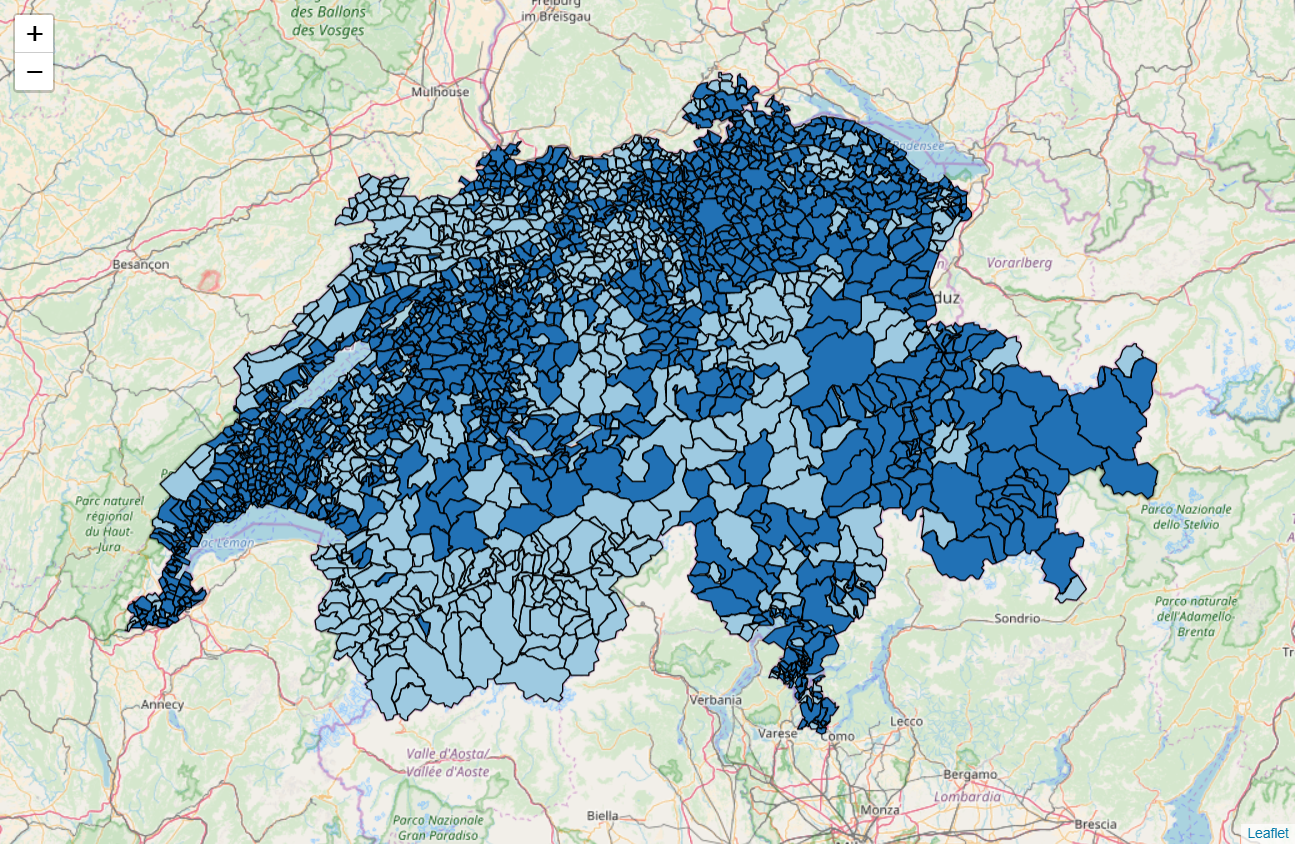 Freiburg
im Breisgau
des Ballons
des Vosges
+
−
Mulhouse
Bodensee
Besançon
Vorarlberg
duz
Parc naturel
régional
du Haut-
Jura
Parco Nazionale
dello Stelvio
Léman
Sondrio
Parco naturale
dell'Adamello-
Brenta
Tr
Annecy
Verbania
Lecco
Varese
Como
Valle d'Aosta/
Vallée d'Aoste
Bergamo
Lombardia
Biella
Monza
Parco Nazionale
Gran Paradiso
Brescia
Leaflet